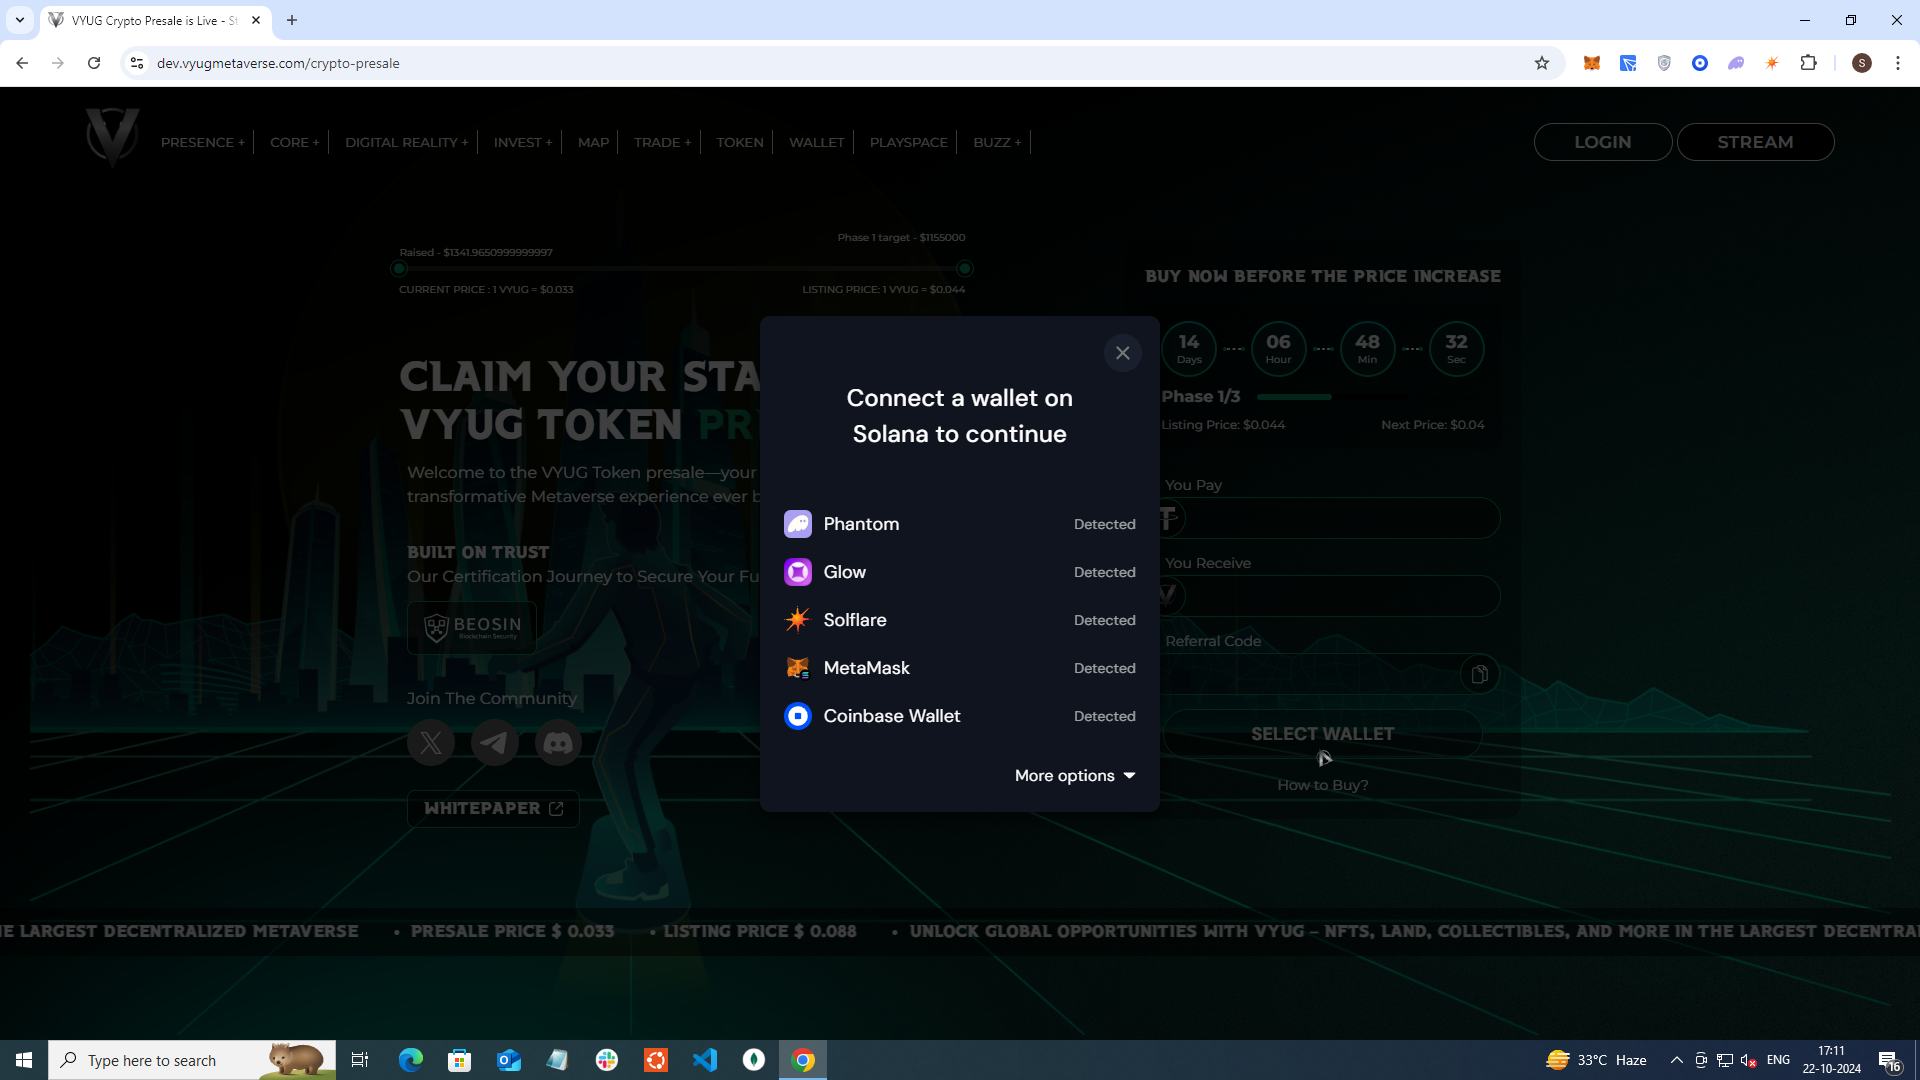 VYUG Crypto Presale is Live - St
dev.vyugmetaverse.com/crypto-presale
S
PRESENCE +
CORE +
DIGITAL REALITY +
INVEST +
MAP
TRADE +
TOKEN
WALLET
PLAYSPACE
BUZZ +
LOGIN
STREAM
Phase 1 target - $1155000
Raised - $1341.9650999999997
CURRENT PRICE : 1 VYUG = $0.033
LISTING PRICE: 1 VYUG = $0.044
BUY NOW BEFORE THE PRICE INCREASE
14
Days
06
Hour
48
Min
32
Sec
Phase 1/3
Listing Price: $0.044
Next Price: $0.04
CLAIM YOUR STA
VYUG TOKEN PR
Welcome to the VYUG Token presale—your
transformative Metaverse experience ever b
BUILT ON TRUST
Our Certification Journey to Secure Your Fu
BEOSIN
Blockchain Security
Join The Community
WHITEPAPER
Connect a wallet on
Solana to continue
Phantom
Detected
Glow
Detected
Solflare
Detected
MetaMask
Detected
Coinbase Wallet
Detected
More options
You Pay
You Receive
Referral Code
SELECT WALLET
How to Buy?
HE LARGEST DECENTRALIZED METAVERSE • PRESALE PRICE $ 0.033 • LISTING PRICE $ 0.088 • UNLOCK GLOBAL OPPORTUNITIES WITH VYUG – NFTS, LAND, COLLECTIBLES, AND MORE IN THE LARGEST DECENTRA
Type here to search
33°C Haze
ENG
17:11
22-10-2024
16